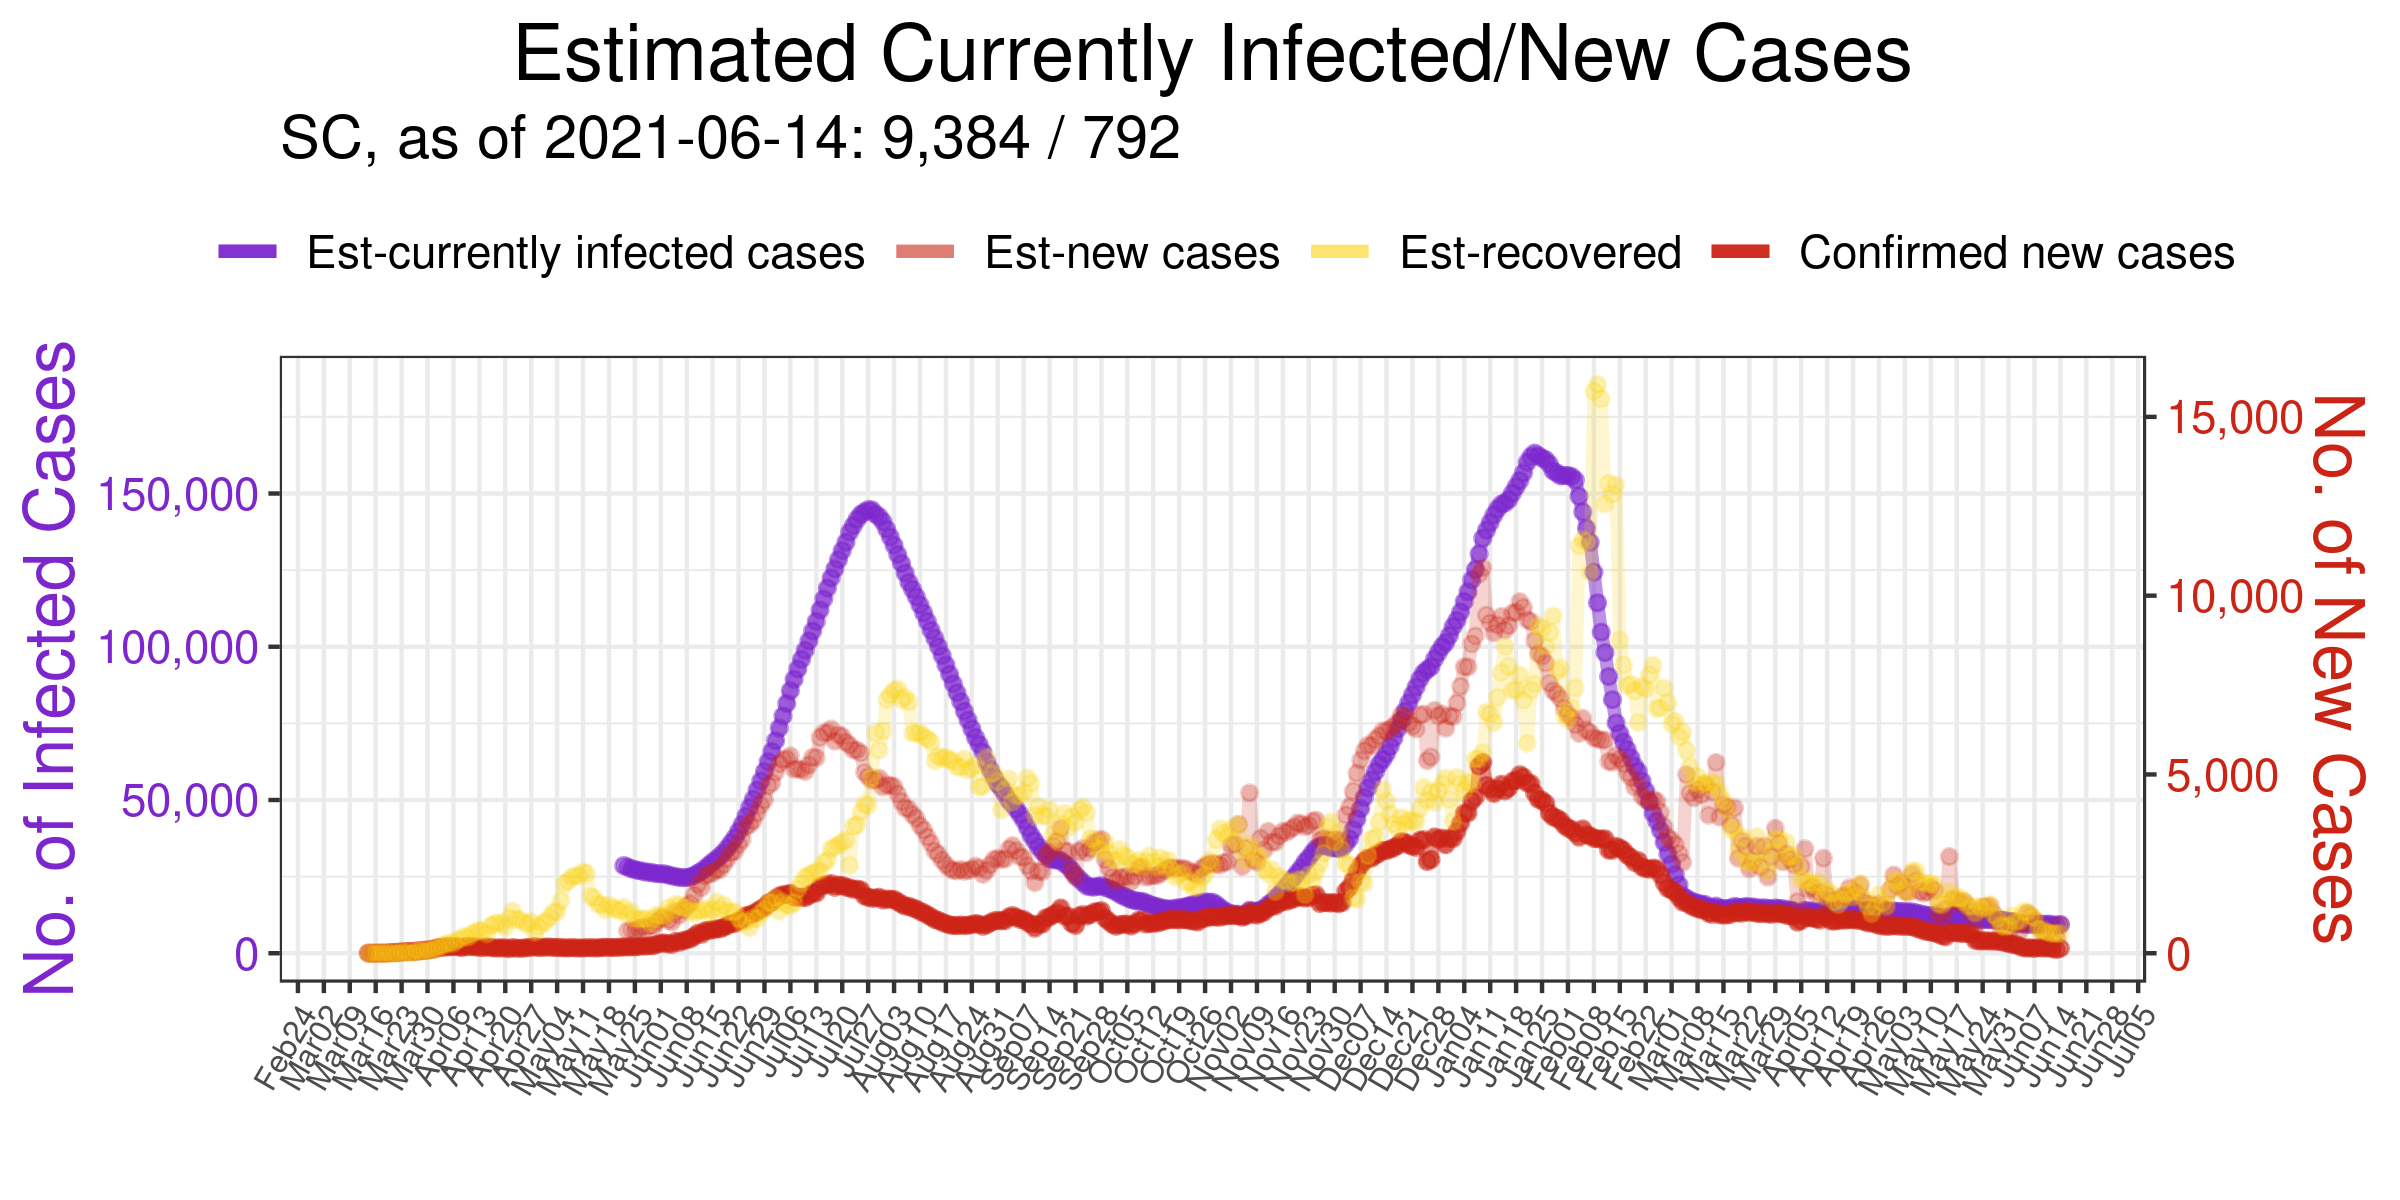 Estimated Currently Infected/New Cases
SC, as of 2021-06-14: 9,384 / 792
Est-currently infected cases
Est-new cases
Est-recovered
Confirmed new cases
No. of Infected Cases
150,000
100,000
50,000
0
15,000
10,000
5,000
0
No. of New Cases
Feb24
Mar02
Mar09
Mar16
Mar23
Mar30
Apr06
Apr13
Apr20
Apr27
May04
May11
May18
May25
Jun01
Jun08
Jun15
Jun22
Jun29
Jul06
Jul13
Jul20
Jul27
Aug03
Aug10
Aug17
Aug24
Aug31
Sep07
Sep14
Sep21
Sep28
Oct05
Oct12
Oct19
Oct26
Nov02
Nov09
Nov16
Nov23
Nov30
Dec07
Dec14
Dec21
Dec28
Jan04
Jan11
Jan18
Jan25
Feb01
Feb08
Feb15
Feb22
Mar01
Mar08
Mar15
Mar22
Mar29
Apr05
Apr12
Apr19
Apr26
May03
May10
May17
May24
May31
Jun07
Jun14
Jun21
Jun28
Jul05